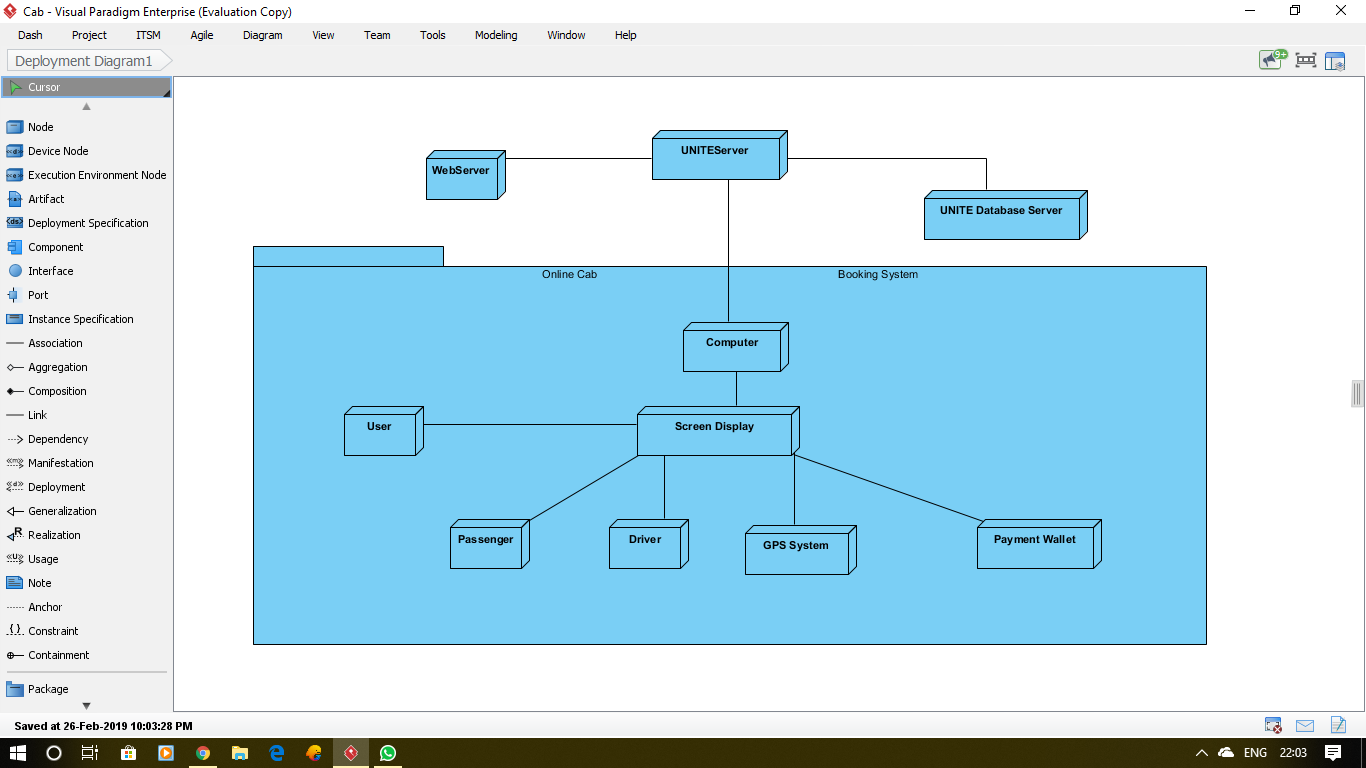 Cab - Visual Paradigm Enterprise (Evaluation Copy)
Dash Project ITSM Agile Diagram View Team Tools Modeling Window Help
Deployment Diagram1
9+
Cursor
Node
Device Node
Execution Environment Node
Artifact
Deployment Specification
Component
Interface
Port
Instance Specification
Association
Aggregation
Composition
Link
Dependency
Manifestation
Deployment
Generalization
Realization
Usage
Note
Anchor
Constraint
Containment
Package
UNITEServer
WebServer
UNITE Database Server
Online Cab Booking System
Computer
User
Screen Display
Passenger
Driver
GPS System
Payment Wallet
Saved at 26-Feb-2019 10:03:28 PM
ENG 22:03